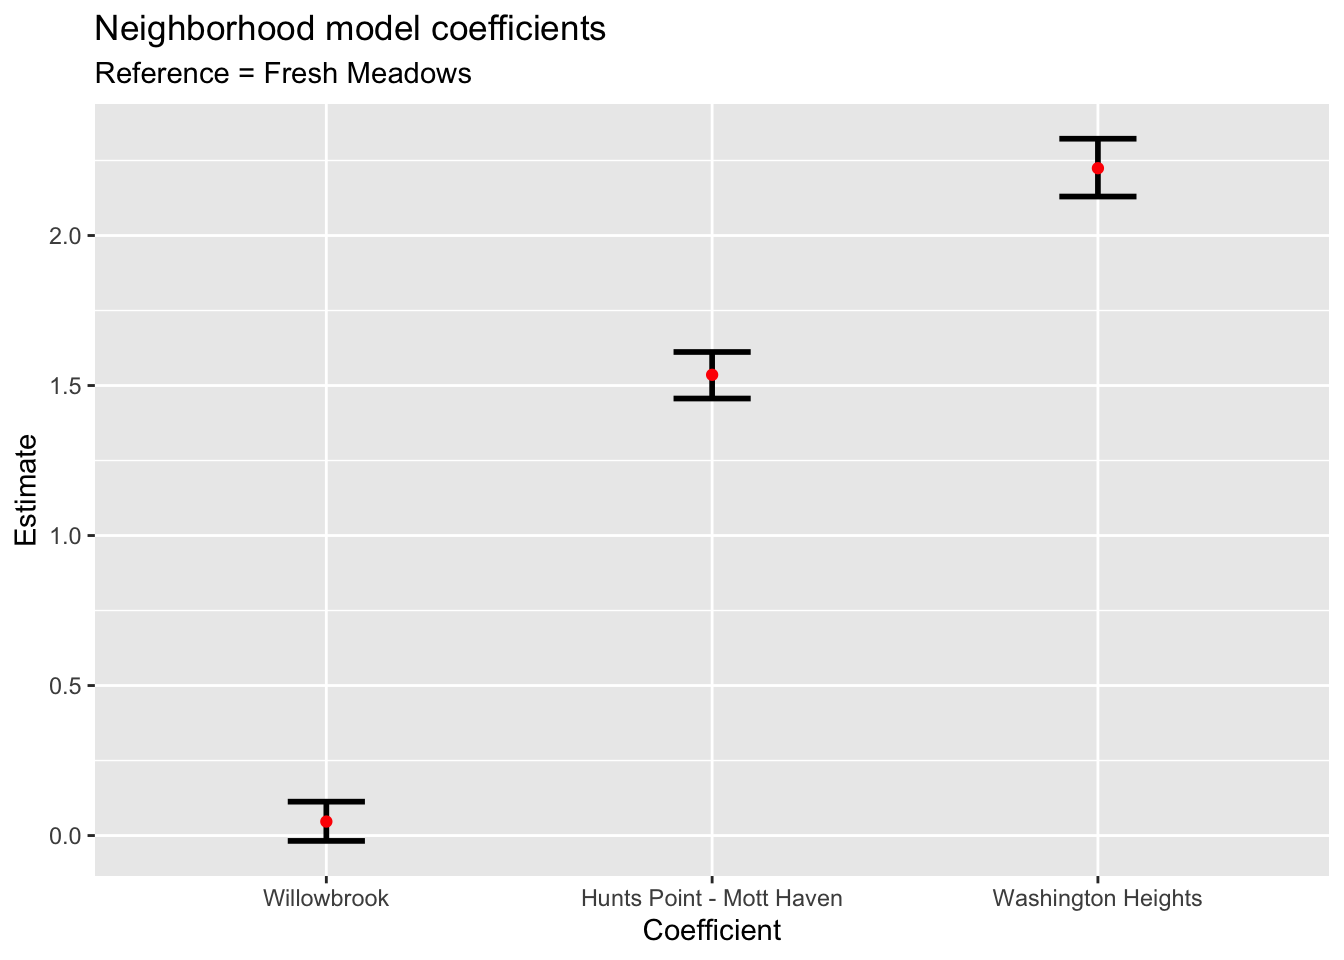 Neighborhood model coefficients
Reference = Fresh Meadows
Estimate
2.0
1.5
1.0
0.5
0.0
Willowbrook Hunts Point - Mott Haven Washington Heights
Coefficient